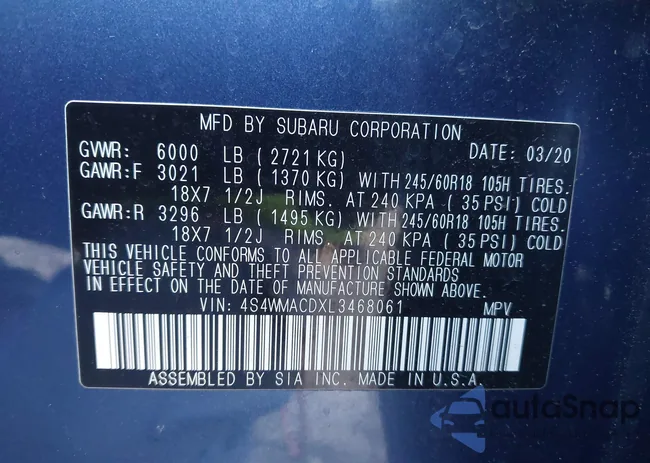 MFD BY SUBARU CORPORATION
GVWR: 6000 LB ( 2721 KG) DATE: 03/20
GAWR:F 3021 LB ( 1370 KG) WITH 245/60R18 105H TIRES.
18X7 1/2J RIMS. AT 240 KPA ( 35 PSI) COLD
GAWR:R 3296 LB ( 1495 KG) WITH 245/60R18 105H TIRES.
18X7 1/2J RIMS. AT 240 KPA ( 35 PSI) COLD
THIS VEHICLE CONFORMS TO ALL APPLICABLE FEDERAL MOTOR
VEHICLE SAFETY AND THEFT PREVENTION STANDARDS
IN EFFECT ON THE DATE OF MANUFACTURE SHOWN ABOVE.
VIN: 4S4WMACDXL3468061 MPV
ASSEMBLED BY SIA INC. MADE IN U.S.A.
autoSnap